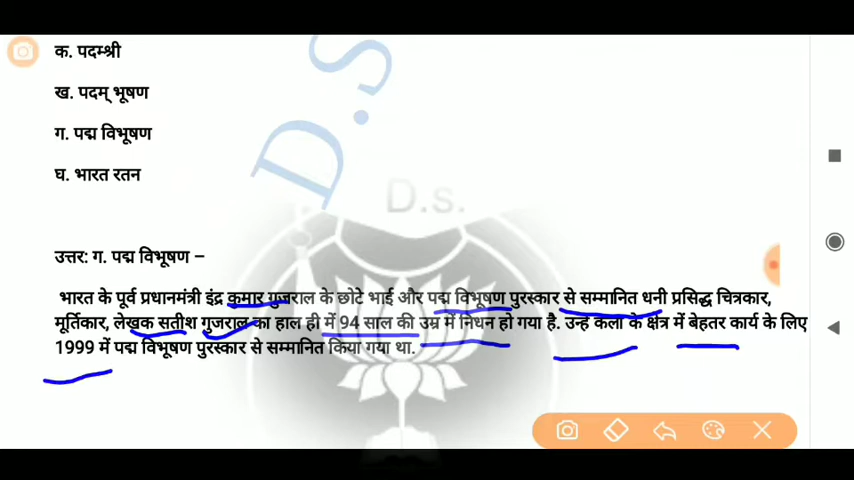 क. पदम्श्री
ख. पदम् भूषण
ग. पद्म विभूषण
घ. भारत रतन
D.s
D.s.
उत्तर: ग. पद्म विभूषण –
भारत के पूर्व प्रधानमंत्री इंद्र कुमार गुजराल के छोटे भाई और पद्म विभूषण पुरस्कार से सम्मानित धनी प्रसिद्ध चित्रकार,
मूर्तिकार, लेखक सतीश गुजराल का हाल ही में 94 साल की उम्र में निधन हो गया है. उन्हें कला के क्षेत्र में बेहतर कार्य के लिए
1999 में पद्म विभूषण पुरस्कार से सम्मानित किया गया था.